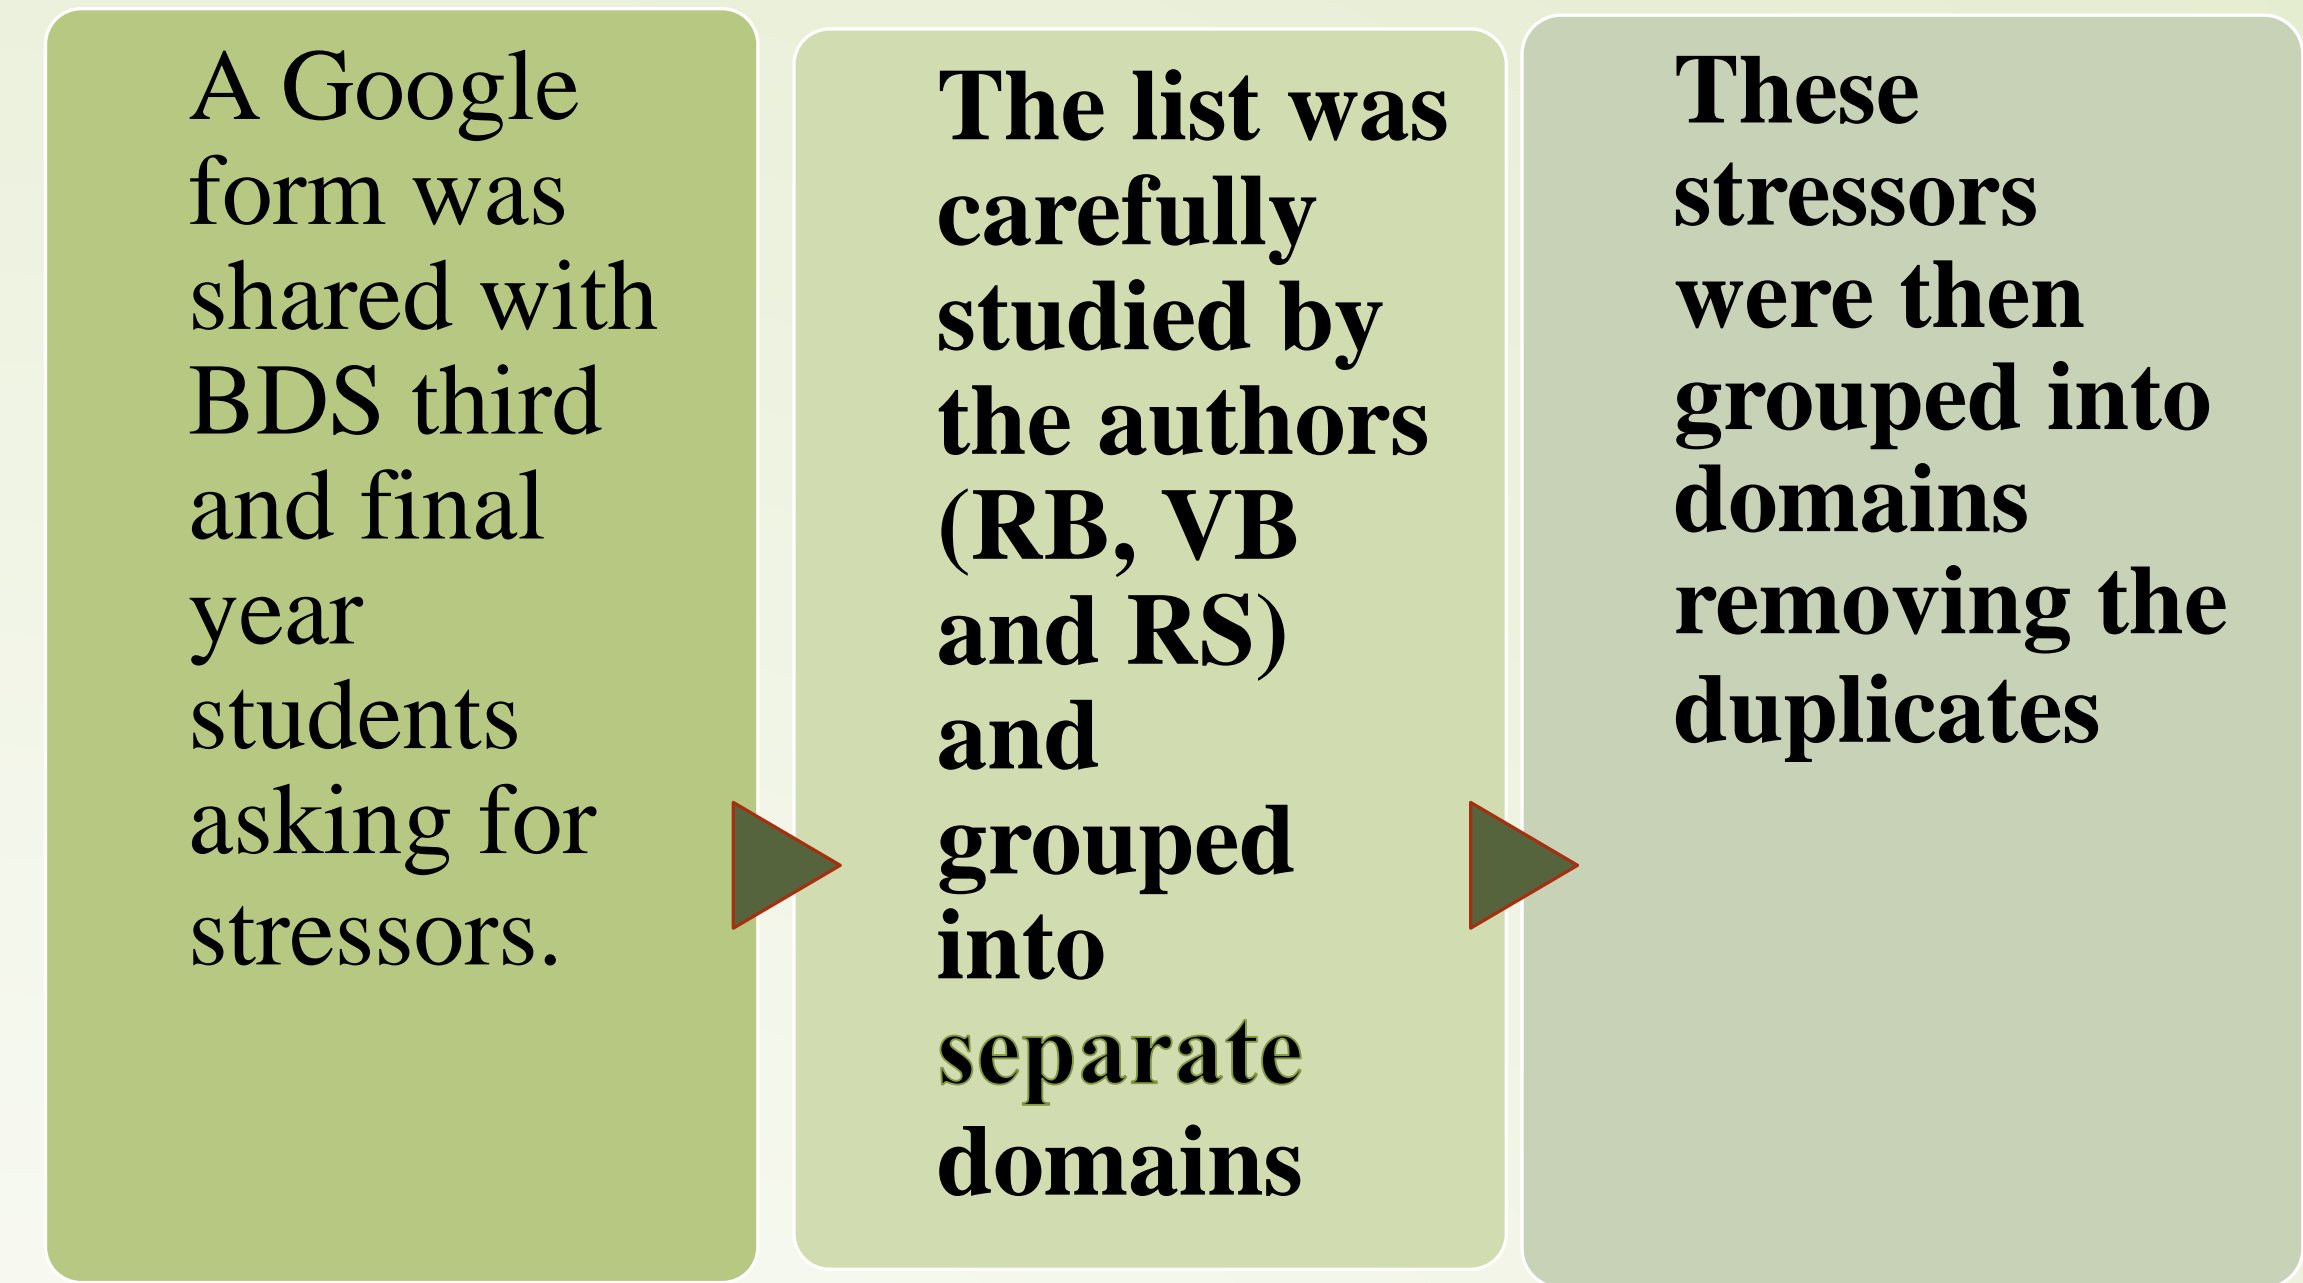 A Google
form was
shared with
BDS third
and final
year
students
asking for
stressors.
The list was
carefully
studied by
the authors
(RB, VB
and RS)
and
grouped
into
separate
domains
These
stressors
were then
grouped into
domains
removing the
duplicates